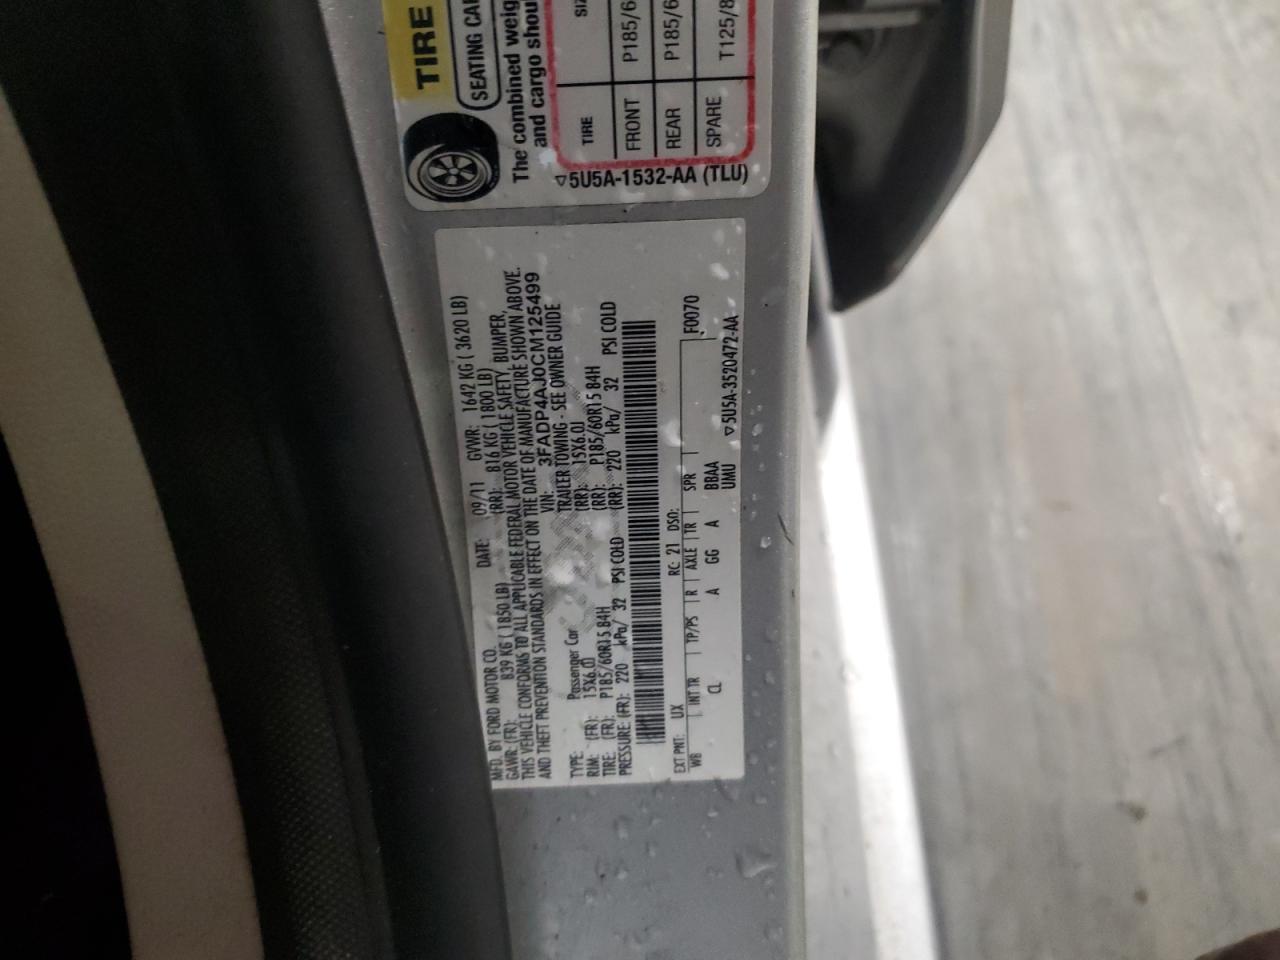 TIRE
SEATING CA
The combined weig
and cargo shou
TIRE SI
FRONT P185/6
REAR P185/6
SPARE T125/8
5U5A-1532-AA (TLU)
MFD. BY FORD MOTOR CO. DATE: 09/11 GVWR: 1642 KG ( 3620 LB)
GAWR: (FR): 839 KG ( 1850 LB) (RR): 816 KG ( 1800 LB)
THIS VEHICLE CONFORMS TO ALL APPLICABLE FEDERAL MOTOR VEHICLE SAFETY, BUMPER,
AND THEFT PREVENTION STANDARDS IN EFFECT ON THE DATE OF MANUFACTURE SHOWN ABOVE.
VIN: 3FADP4AJ0CM125499
TYPE: Passenger Car TRAILER TOWING - SEE OWNER GUIDE
RIM: (FR): 15X6.0J (RR): 15X6.0J
TIRE: (FR): P185/60R15 84H (RR): P185/60R15 84H
PRESSURE: (FR): 220 kPa/ 32 PSI COLD (RR): 220 kPa/ 32 PSI COLD
EXT PNT: UX RC: 21 DSO: F0070
WB INT TR TP/PS R AXLE TR SPR
CL A GG A BBAA
UMU 5U5A-3520472-AA